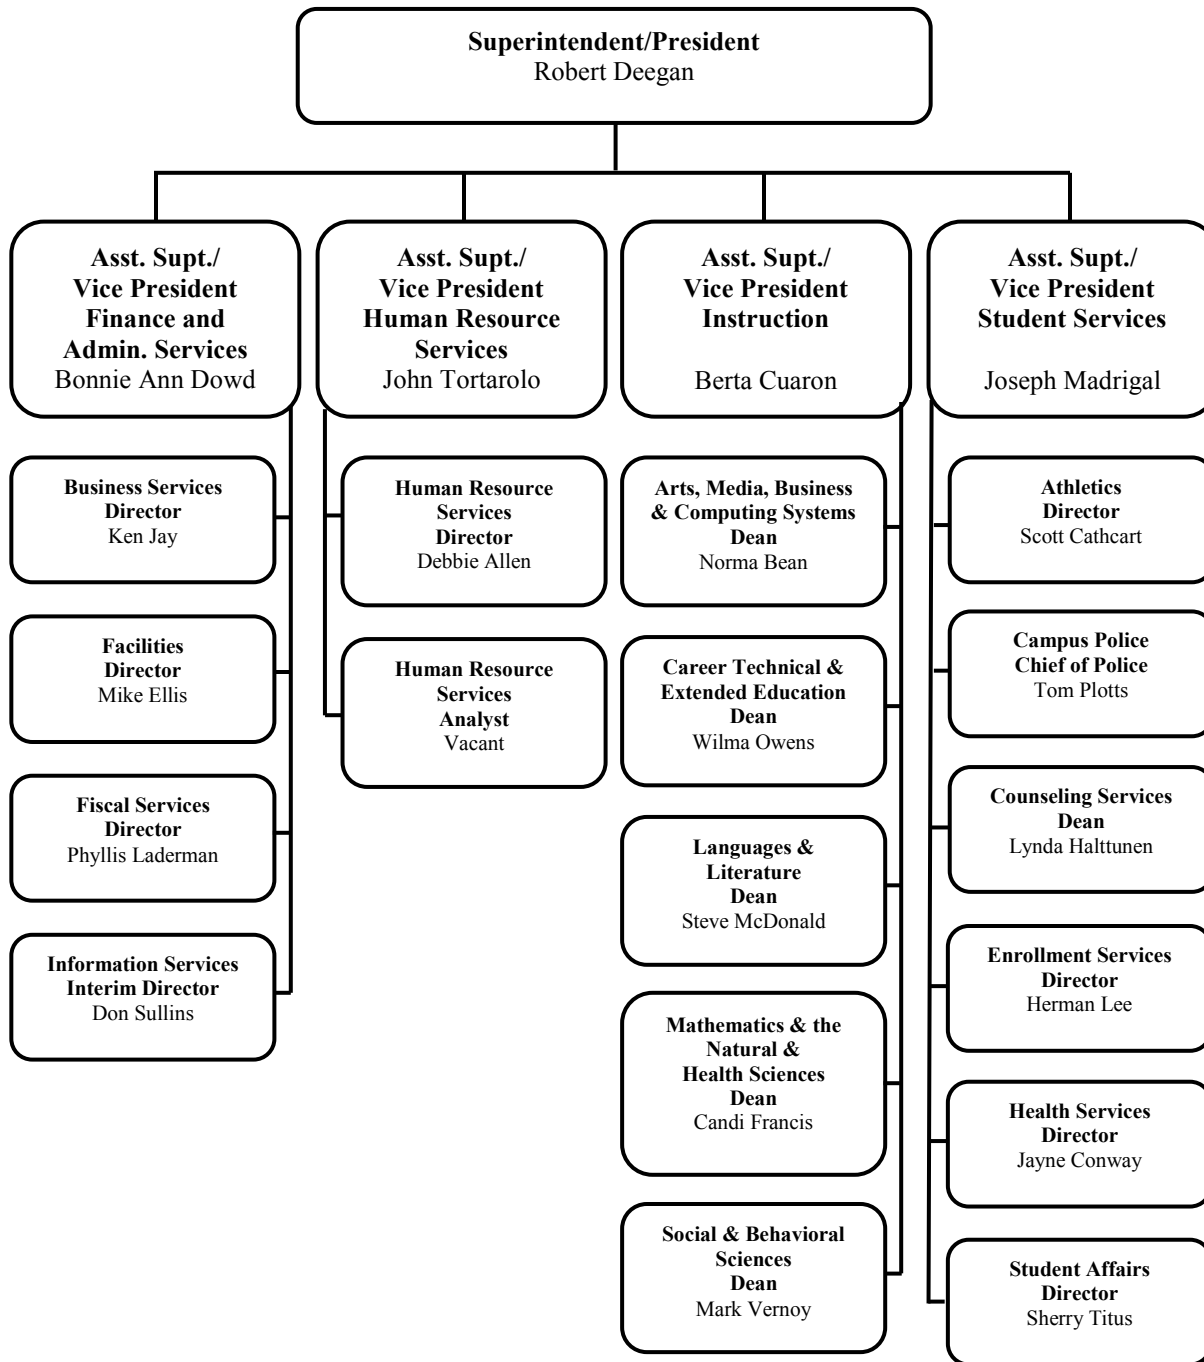 Superintendent/President
Robert Deegan
Asst. Supt./
Vice President
Finance and
Admin. Services
Bonnie Ann Dowd
Asst. Supt./
Vice President
Human Resource
Services
John Tortarolo
Asst. Supt./
Vice President
Instruction
Berta Cuaron
Asst. Supt./
Vice President
Student Services
Joseph Madrigal
Business Services
Director
Ken Jay
Facilities
Director
Mike Ellis
Fiscal Services
Director
Phyllis Laderman
Information Services
Interim Director
Don Sullins
Human Resource
Services
Director
Debbie Allen
Human Resource
Services
Analyst
Vacant
Arts, Media, Business
& Computing Systems
Dean
Norma Bean
Career Technical &
Extended Education
Dean
Wilma Owens
Languages &
Literature
Dean
Steve McDonald
Mathematics & the
Natural &
Health Sciences
Dean
Candi Francis
Social & Behavioral
Sciences
Dean
Mark Vernoy
Athletics
Director
Scott Cathcart
Campus Police
Chief of Police
Tom Plotts
Counseling Services
Dean
Lynda Halttunen
Enrollment Services
Director
Herman Lee
Health Services
Director
Jayne Conway
Student Affairs
Director
Sherry Titus